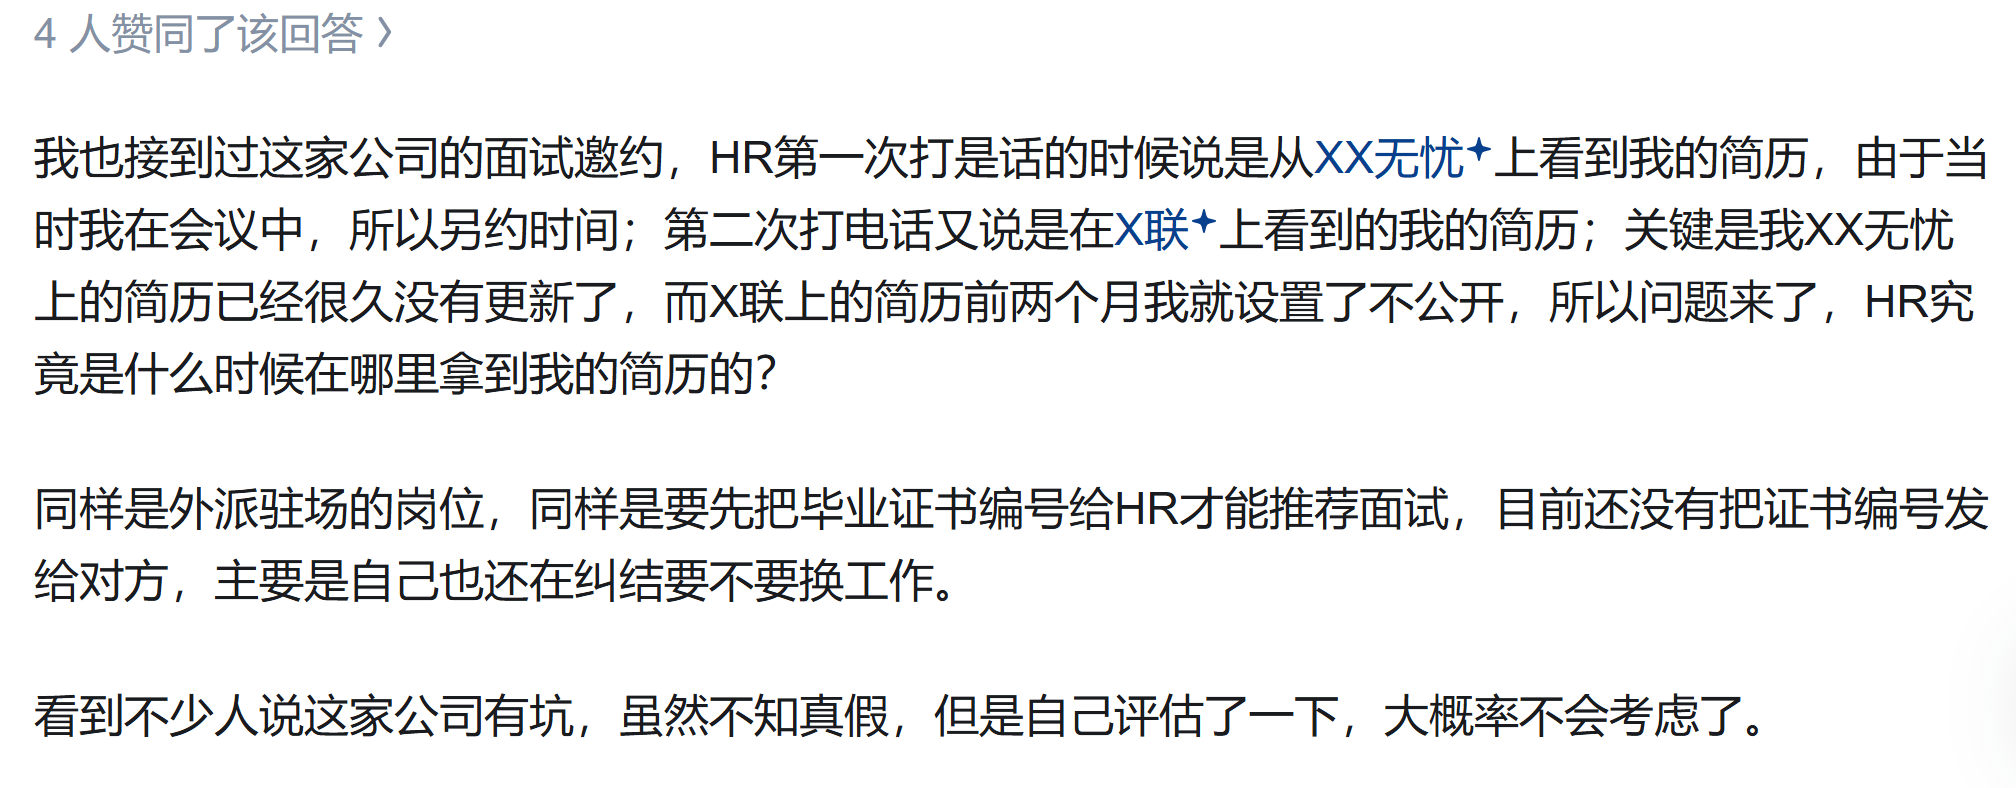 4 人赞同了该回答 >
我也接到过这家公司的面试邀约，HR第一次打是话的时候说是从XX无忧上看到我的简历，由于当
时我在会议中，所以另约时间；第二次打电话又说是在X联上看到的我的简历；关键是我XX无忧
上的简历已经很久没有更新了，而X联上的简历前两个月我就设置了不公开，所以问题来了，HR究
竟是什么时候在哪里拿到我的简历的？
同样是外派驻场的岗位，同样是要先把毕业证书编号给HR才能推荐面试，目前还没有把证书编号发
给对方，主要是自己也还在纠结要不要换工作。
看到不少人说这家公司有坑，虽然不知真假，但是自己评估了一下，大概率不会考虑了。